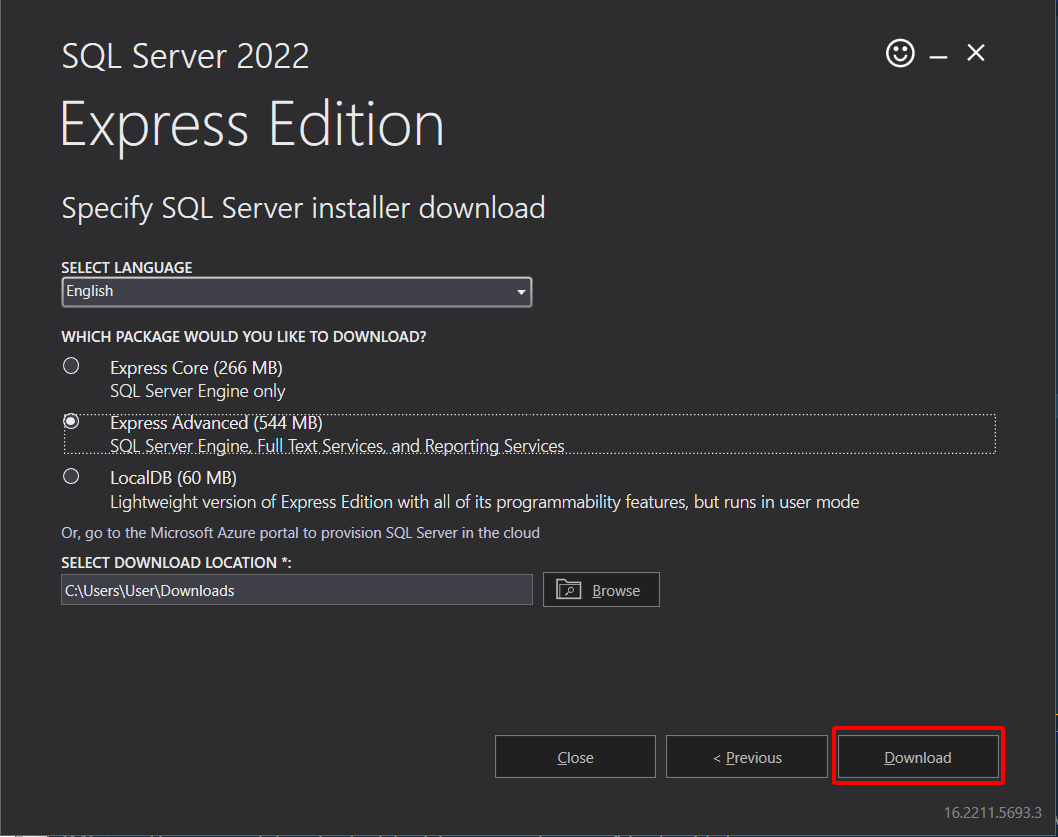 SQL Server 2022
Express Edition
Specify SQL Server installer download
SELECT LANGUAGE
English
WHICH PACKAGE WOULD YOU LIKE TO DOWNLOAD?
Express Core (266 MB)
SQL Server Engine only
Express Advanced (544 MB)
SQL Server Engine, Full Text Services, and Reporting Services
LocalDB (60 MB)
Lightweight version of Express Edition with all of its programmability features, but runs in user mode
Or, go to the Microsoft Azure portal to provision SQL Server in the cloud
SELECT DOWNLOAD LOCATION *:
C:\Users\User\Downloads
Browse
Close
< Previous
Download
16.2211.5693.3